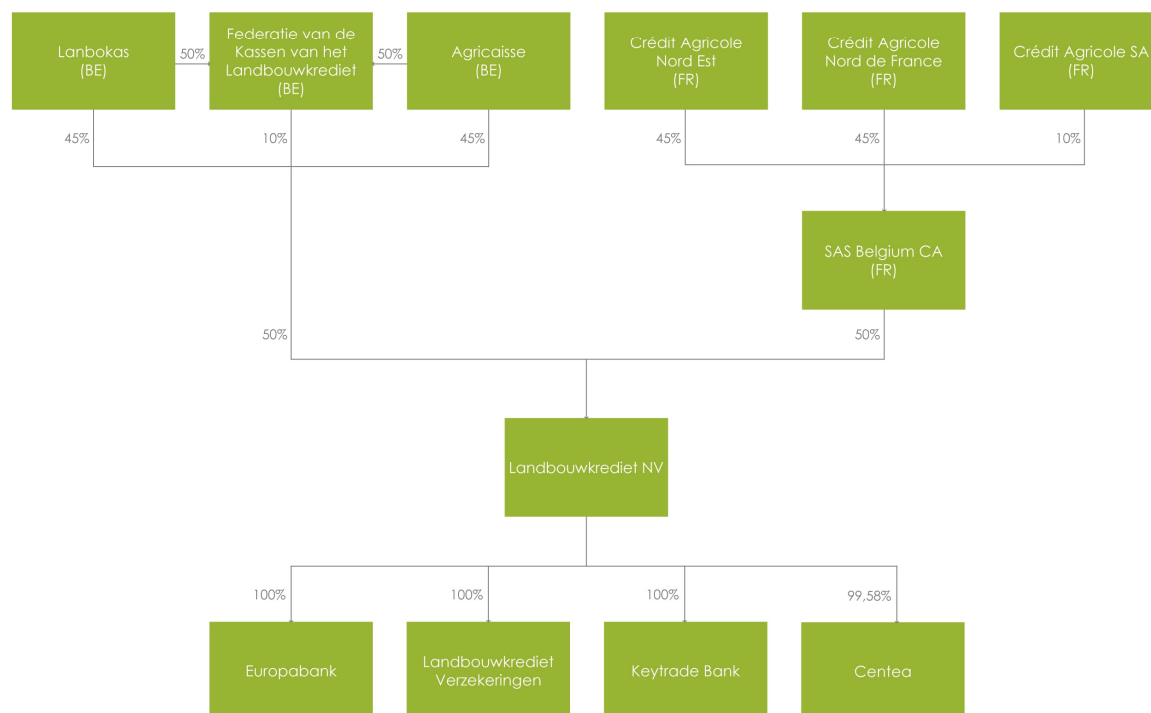 Lanbokas
(BE)
50%
Federatie van de
Kassen van het
Landbouwkrediet
(BE)
50%
Agricaisse
(BE)
Crédit Agricole
Nord Est
(FR)
Crédit Agricole
Nord de France
(FR)
Crédit Agricole SA
(FR)
45%
10%
45%
45%
45%
10%
SAS Belgium CA
(FR)
50%
50%
Landbouwkrediet NV
100%
100%
100%
99,58%
Europabank
Landbouwkrediet
Verzekeringen
Keytrade Bank
Centea